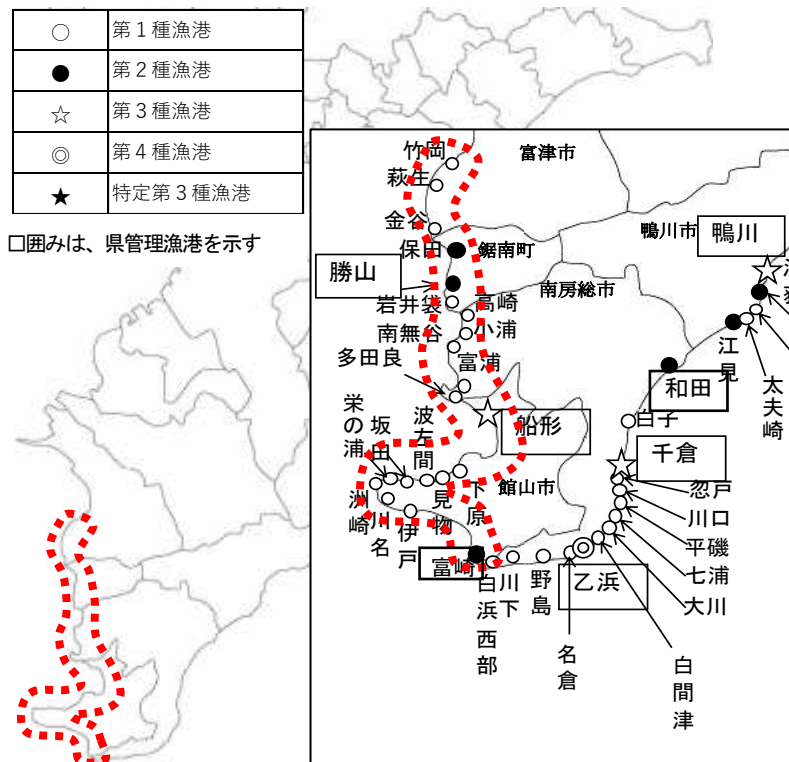 ○ 第1種漁港
● 第2種漁港
☆ 第3種漁港
◎ 第4種漁港
★ 特定第3種漁港
□囲みは、県管理漁港を示す
竹岡
萩生
金谷
保田
勝山
岩井袋
高崎
南無谷
小浦
多田良
富浦
船形
栄の浦
坂田
波左間
見物
下原
洲崎
川名
伊戸
富崎
白浜西部
川下
野島
名倉
乙浜
白間津
大川
七浦
平磯
川口
忽戸
千倉
白子
和田
江見
太夫崎
鴨川
富津市
鋸南町
鴨川市
南房総市
館山市